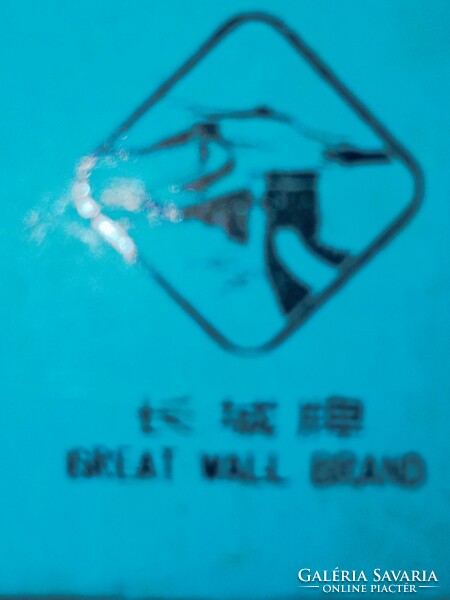 长城牌
GREAT WALL BRAND
GALÉRIA SAVARIA
ONLINE PIACTÉR